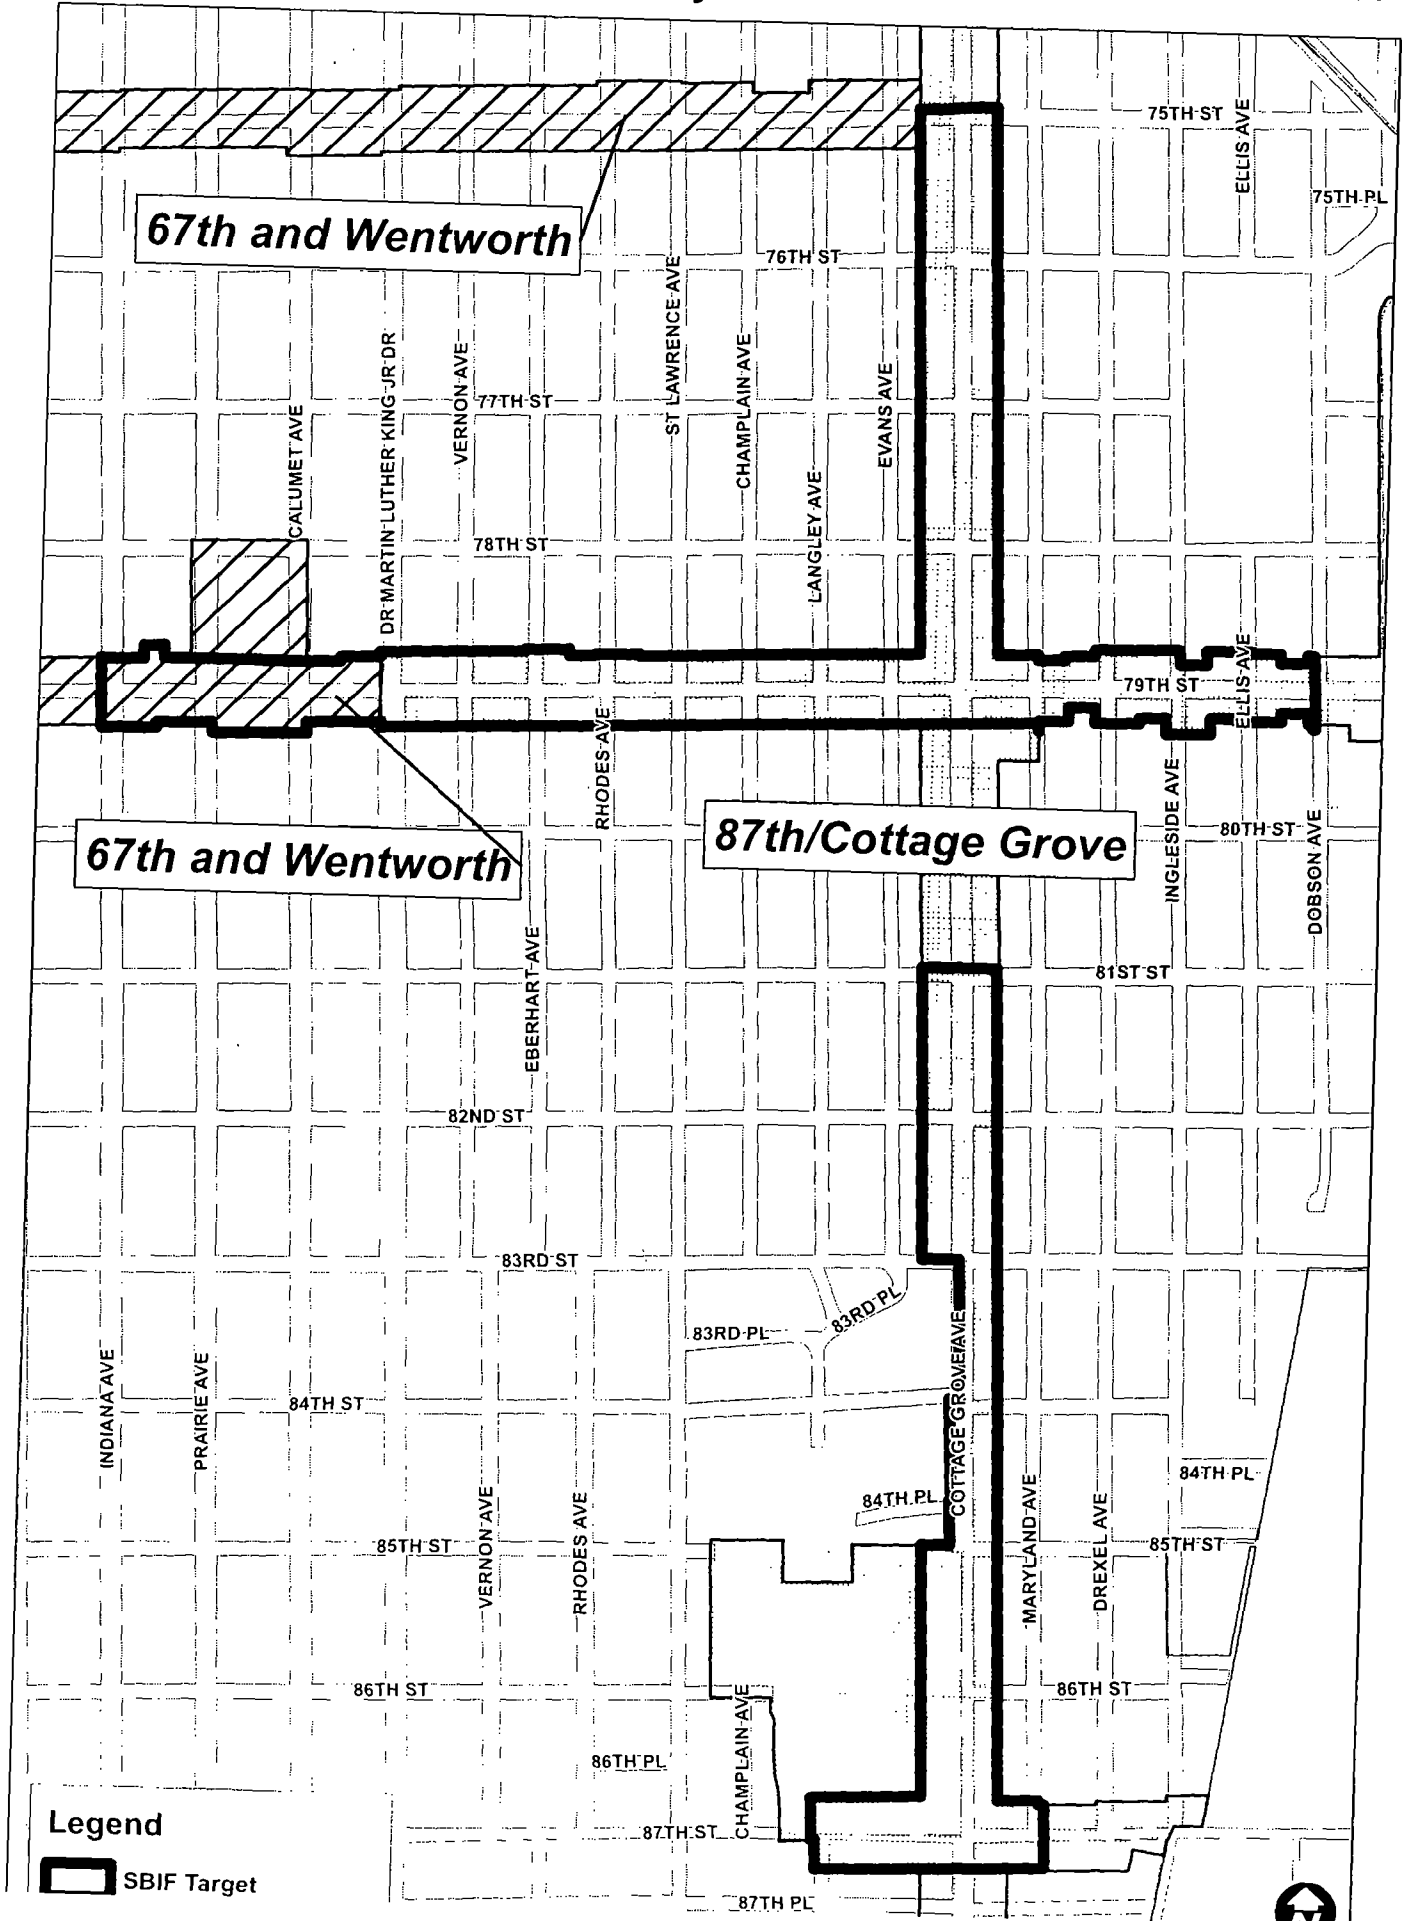 75TH ST
ELLIS AVE
75TH PL
67th and Wentworth
76TH ST
ST LAWRENCE AVE
CHAMPLAIN AVE
DR MARTIN LUTHER KING JR DR
VERNON AVE
77TH ST
EVANS AVE
CALUMET AVE
LANGLEY AVE
78TH ST
79TH ST
ELLIS AVE
RHODES AVE
67th and Wentworth
87th/Cottage Grove
INGLESIDE AVE
80TH ST
DOBSON AVE
EBERHART AVE
81ST ST
82ND ST
83RD ST
83RD PL
83RD PL
COTTAGE GROVE AVE
INDIANA AVE
PRAIRIE AVE
84TH ST
84TH PL
84TH PL
VERNON AVE
RHODES AVE
MARYLAND AVE
DREXEL AVE
85TH ST
85TH ST
86TH ST
86TH ST
CHAMPLAIN AVE
86TH PL
87TH ST
87TH PL
Legend
SBIF Target